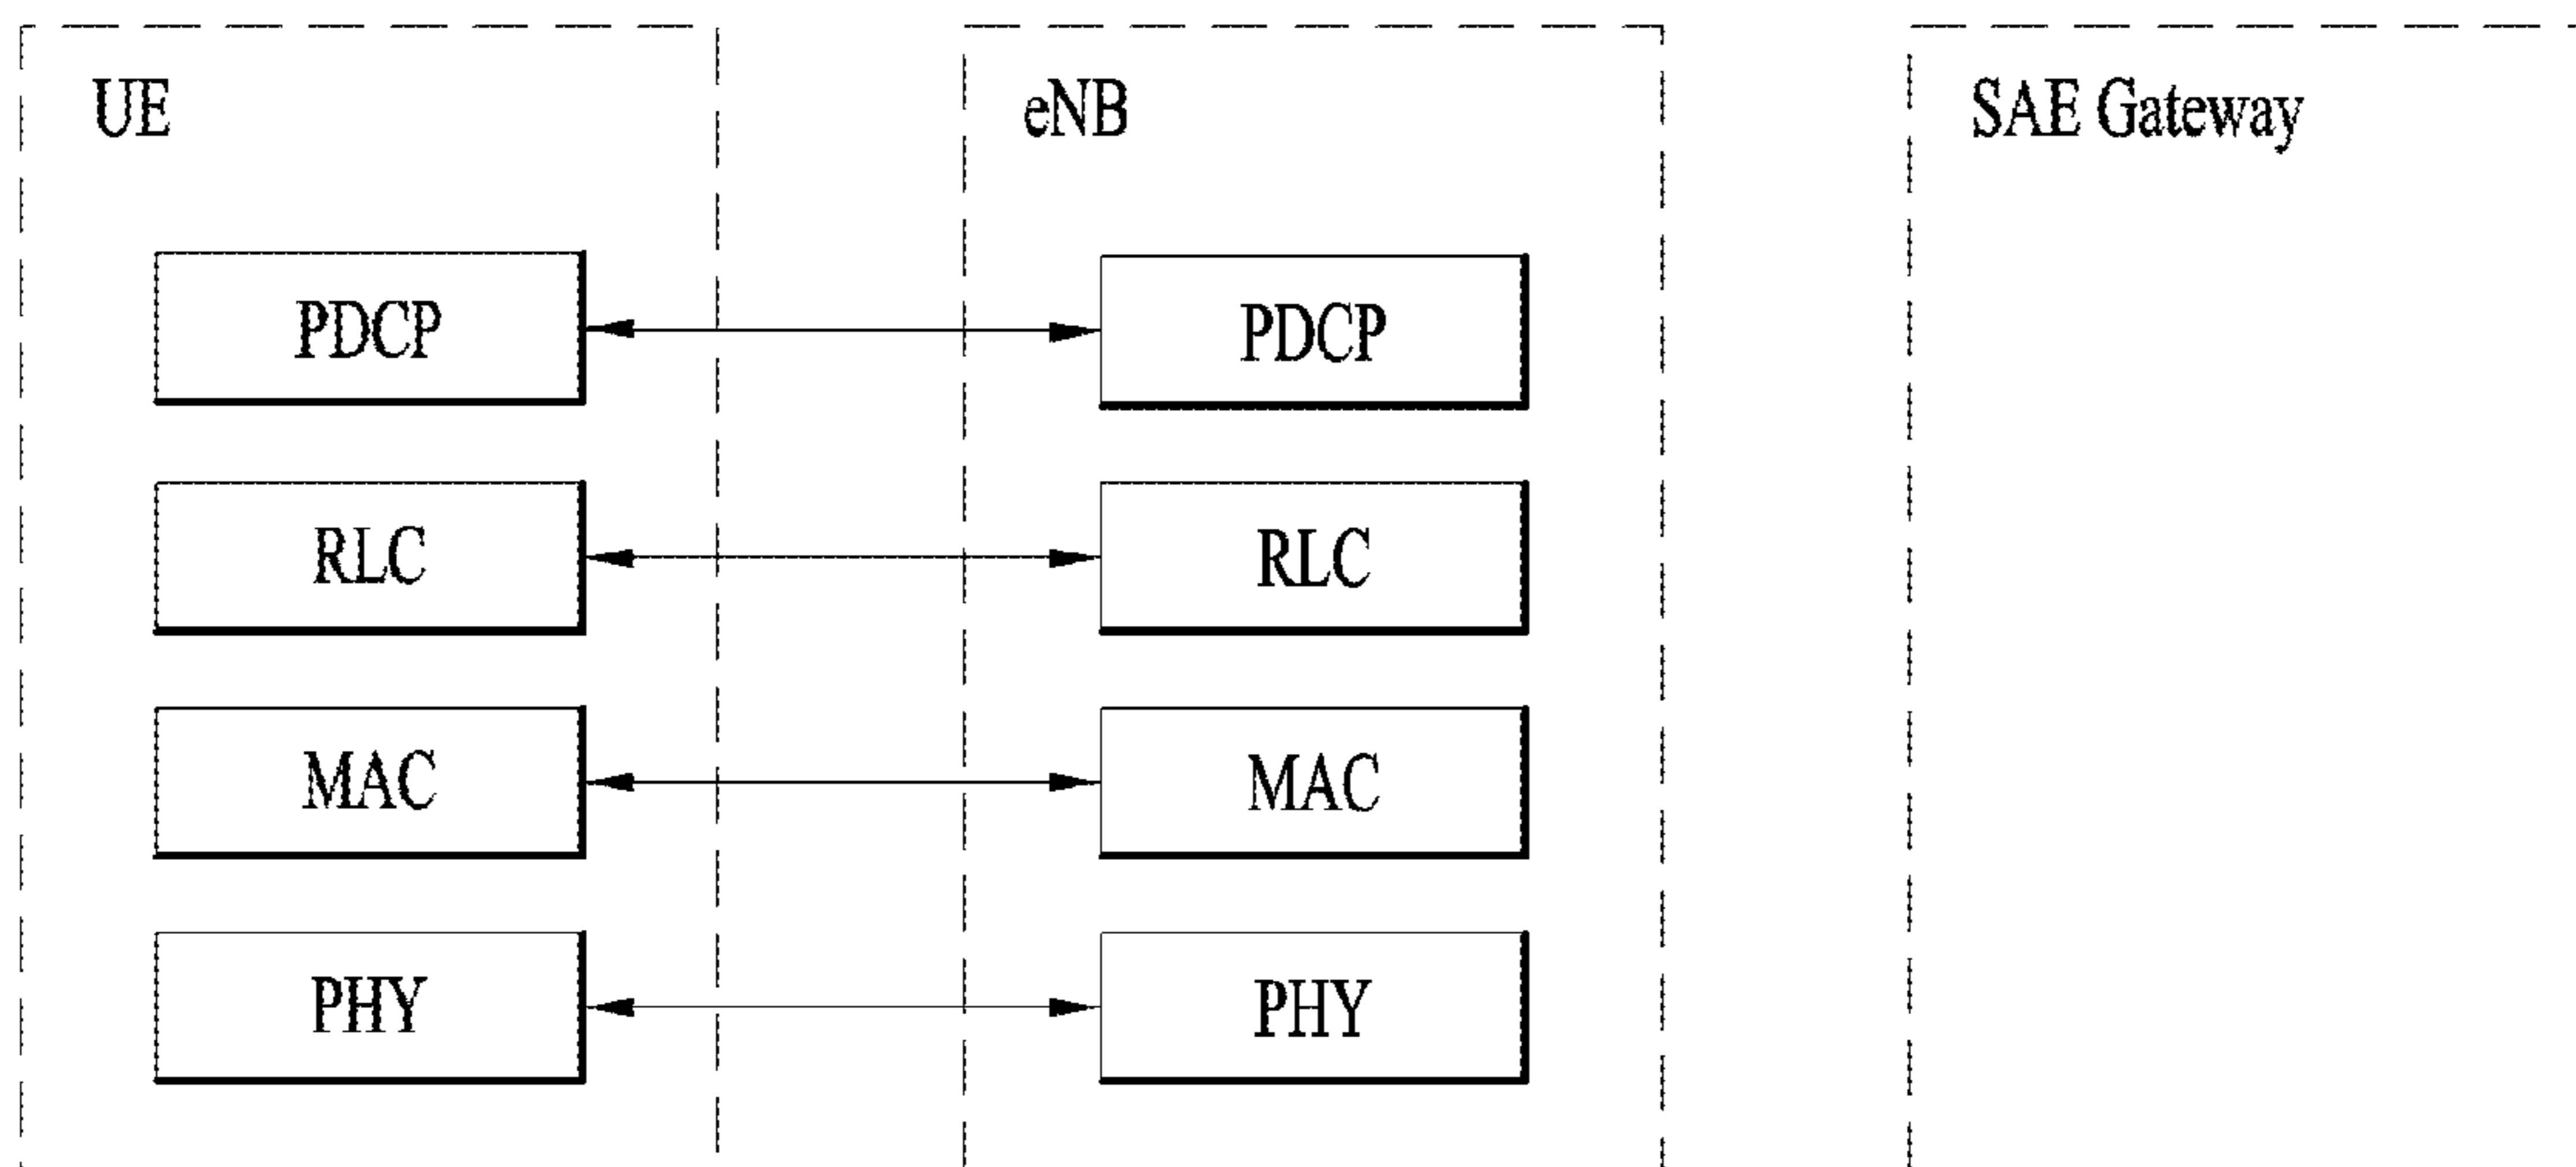 UE
eNB
SAE Gateway
PDCP
PDCP
RLC
RLC
MAC
MAC
PHY
PHY